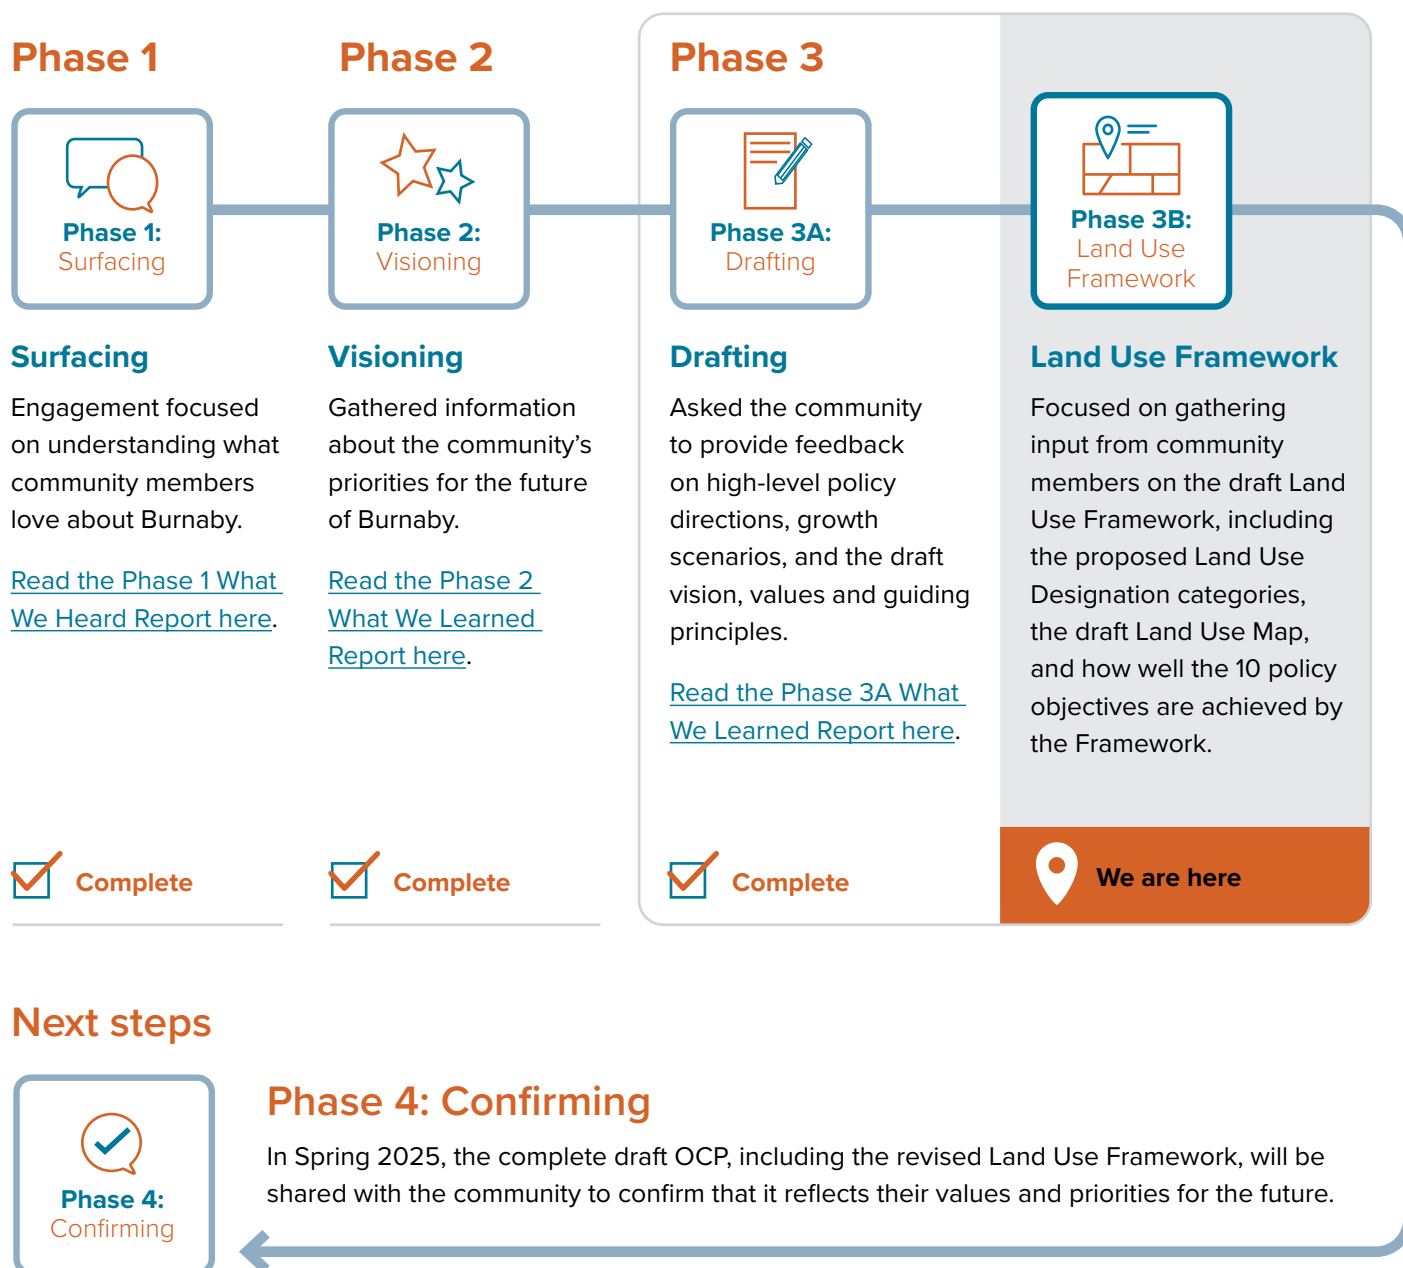 Phase 1
Phase 1:
Surfacing
Surfacing
Engagement focused
on understanding what
community members
love about Burnaby.
Read the Phase 1 What
We Heard Report here.
Complete
Phase 2
Phase 2:
Visioning
Visioning
Gathered information
about the community’s
priorities for the future
of Burnaby.
Read the Phase 2
What We Learned
Report here.
Complete
Phase 3
Phase 3A:
Drafting
Drafting
Asked the community
to provide feedback
on high-level policy
directions, growth
scenarios, and the draft
vision, values and guiding
principles.
Read the Phase 3A What
We Learned Report here.
Complete
Phase 3B:
Land Use
Framework
Land Use Framework
Focused on gathering
input from community
members on the draft Land
Use Framework, including
the proposed Land Use
Designation categories,
the draft Land Use Map,
and how well the 10 policy
objectives are achieved by
the Framework.
We are here
Next steps
Phase 4:
Confirming
Phase 4: Confirming
In Spring 2025, the complete draft OCP, including the revised Land Use Framework, will be
shared with the community to confirm that it reflects their values and priorities for the future.